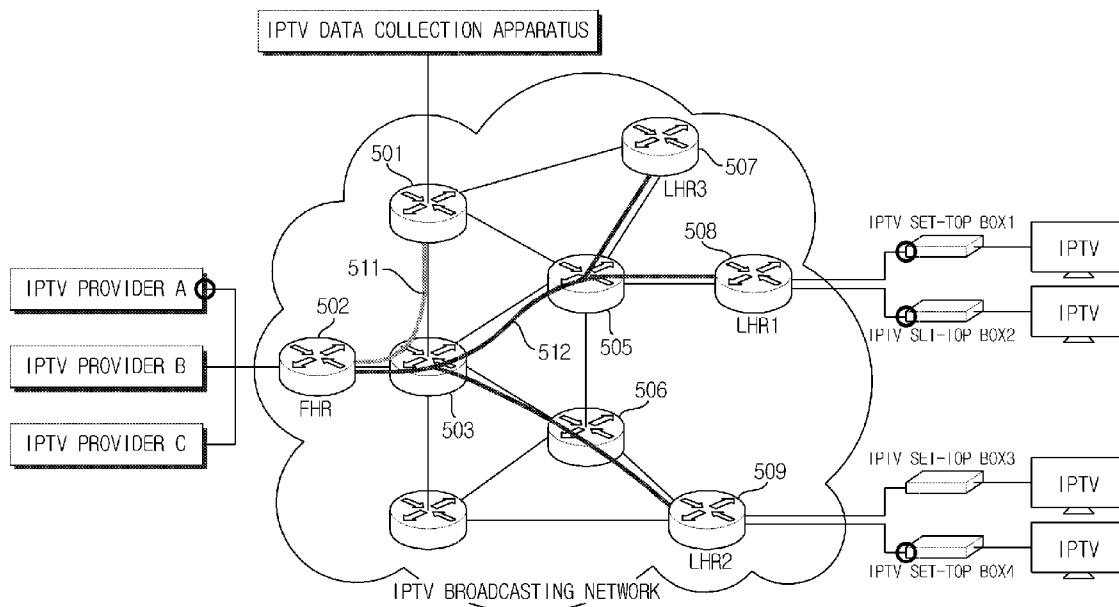 IPTV DATA COLLECTION APPARATUS
501
507
LHR3
IPTV SET-TOP BOX1
508
IPTV
511
IPTV PROVIDER A
502
LHR1
IPTV
IPTV SLI-TOP BOX2
512
505
IPTV PROVIDER B
506
FHR
503
IPTV PROVIDER C
IPTV SEI-TOP BOX3
509
IPTV
LHR2
IPTV
IPTV SET-TOP BOX4
IPTV BROADCASTING NETWORK